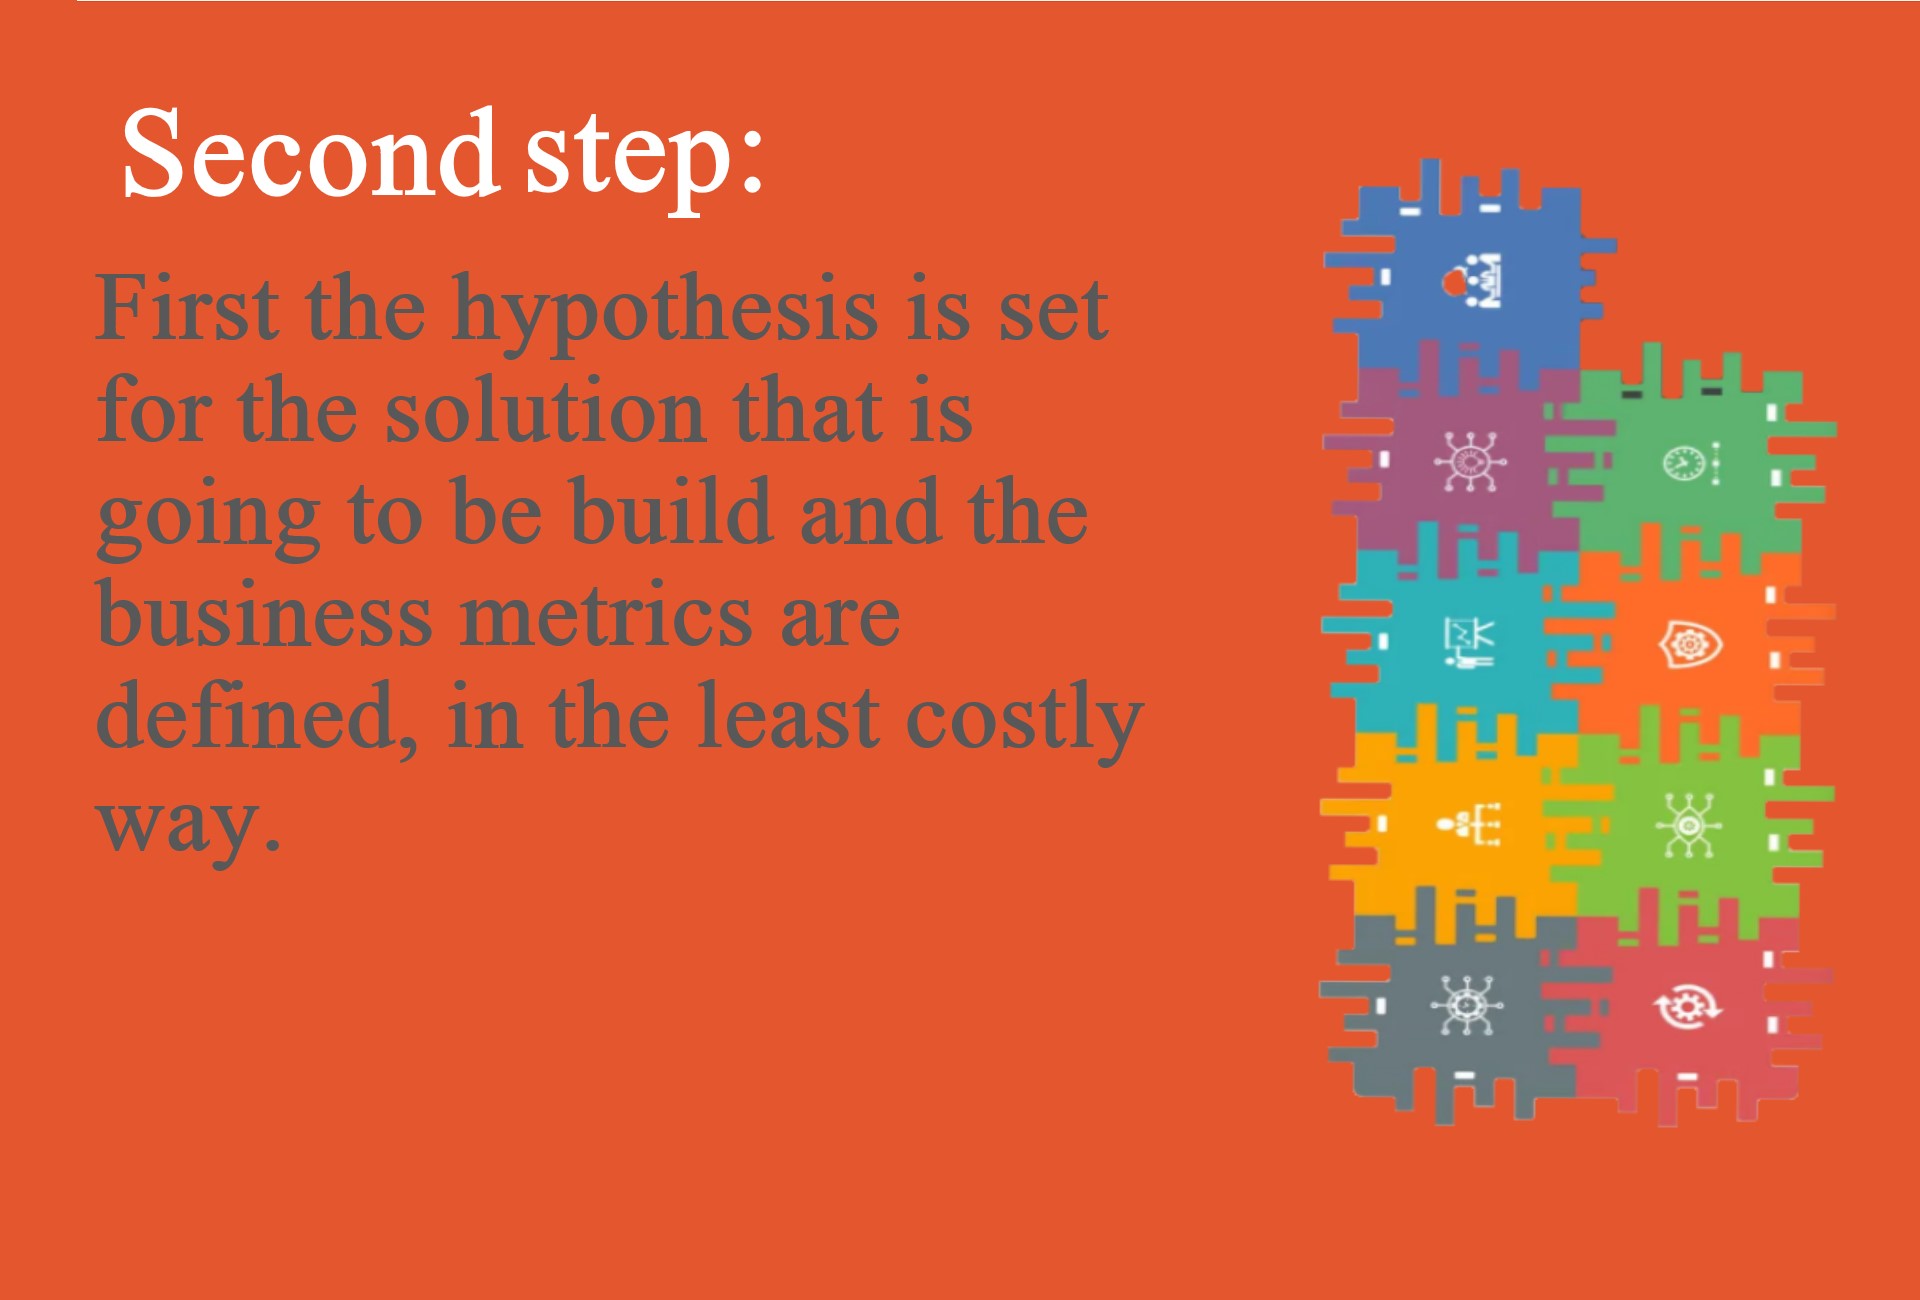 Second step:
First the hypothesis is set
for the solution that is
going to be build and the
business metrics are
defined, in the least costly
way.